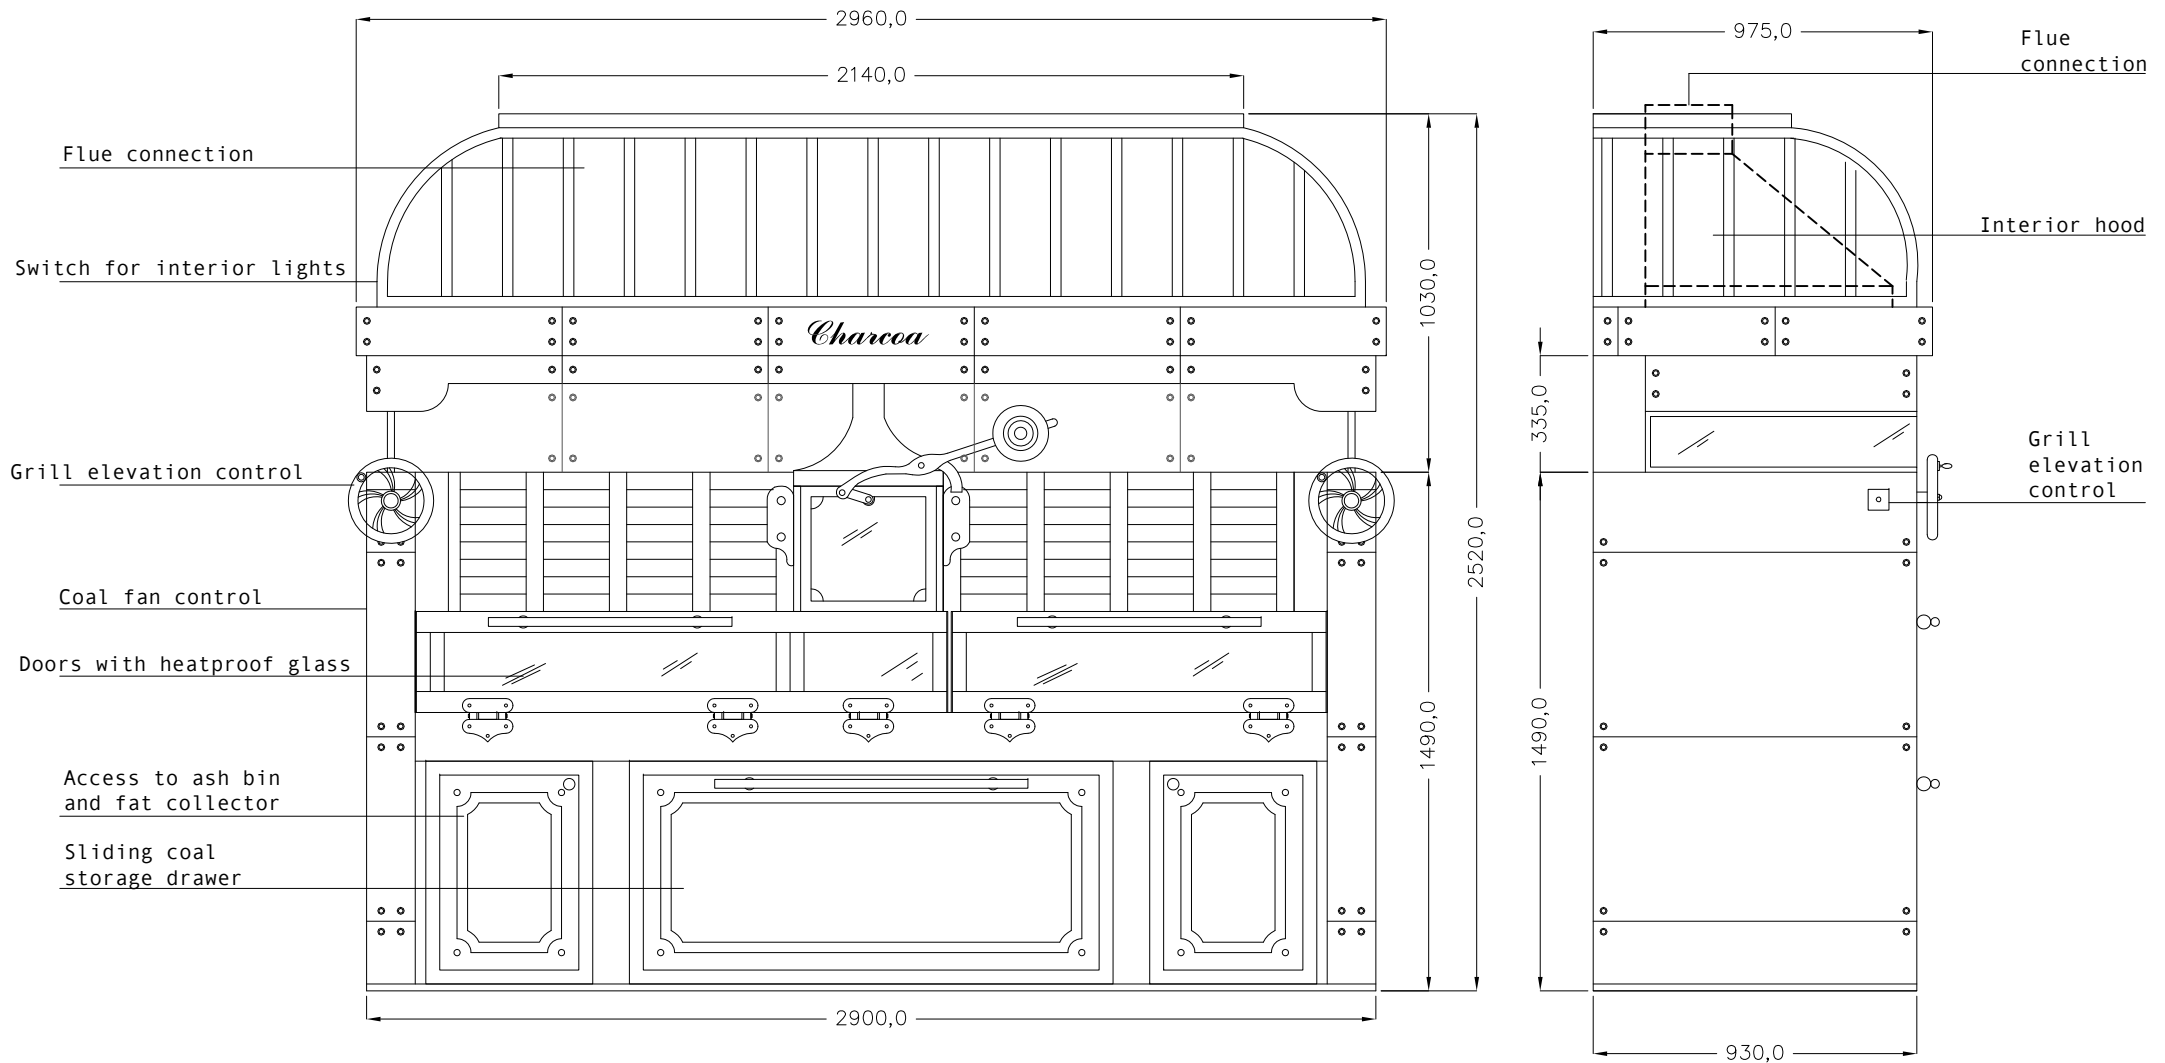 2960,0
975,0
Flue
connection
2140,0
Flue connection
Interior hood
Switch for interior lights
1030,0
Charcoa
335,0
Grill elevation control
Grill
elevation
control
2520,0
Coal fan control
Doors with heatproof glass
1490,0
1490,0
Access to ash bin
and fat collector
Sliding coal
storage drawer
2900,0
930,0